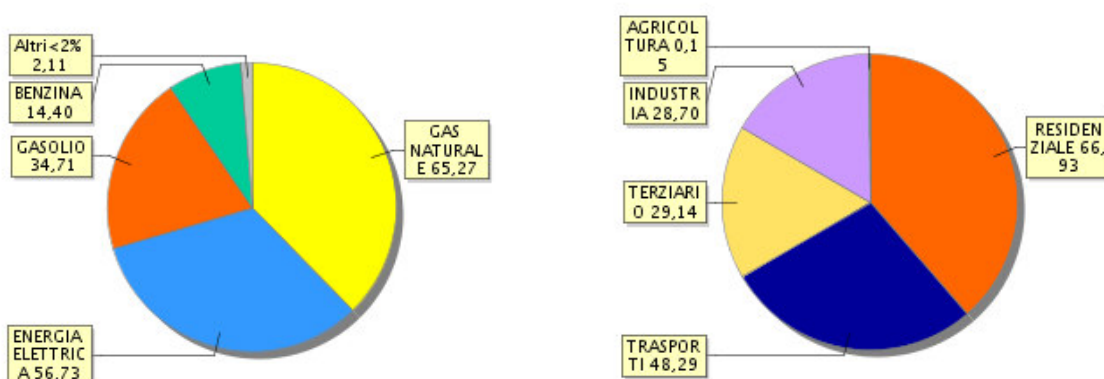 Altri<2%
2,11
BENZINA
14,40
GASOLIO
34,71
ENERGIA
ELETTRIC
A 56,73
GAS
NATURAL
E 65,27
AGRICOL
TURA 0,1
5
INDUSTR
IA 28,70
TERZIARI
O 29,14
TRASPOR
TI 48,29
RESIDEN
ZIALE 66,
93